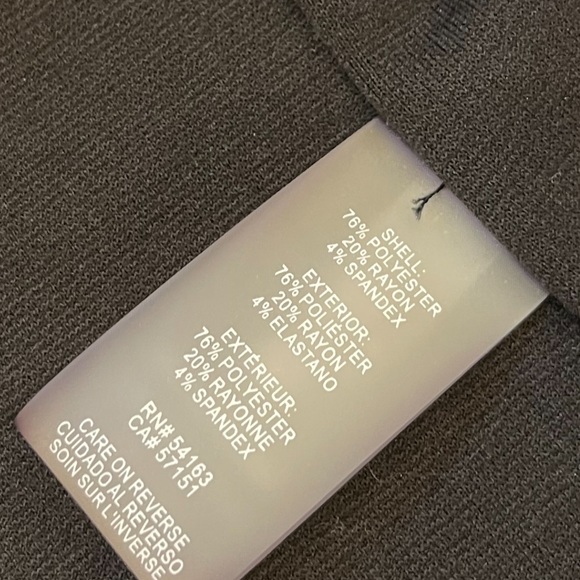 SHELL:
76% POLYESTER
20% RAYON
4% SPANDEX
EXTERIOR:
76% POLIÉSTER
20% RAYON
4% ELASTANO
EXTÉRIEUR:
76% POLYESTER
20% RAYONNE
4% SPANDEX
RN# 54163
CA# 57151
CARE ON REVERSE
CUIDADO AL REVERSO
SOIN SUR L'INVERSE